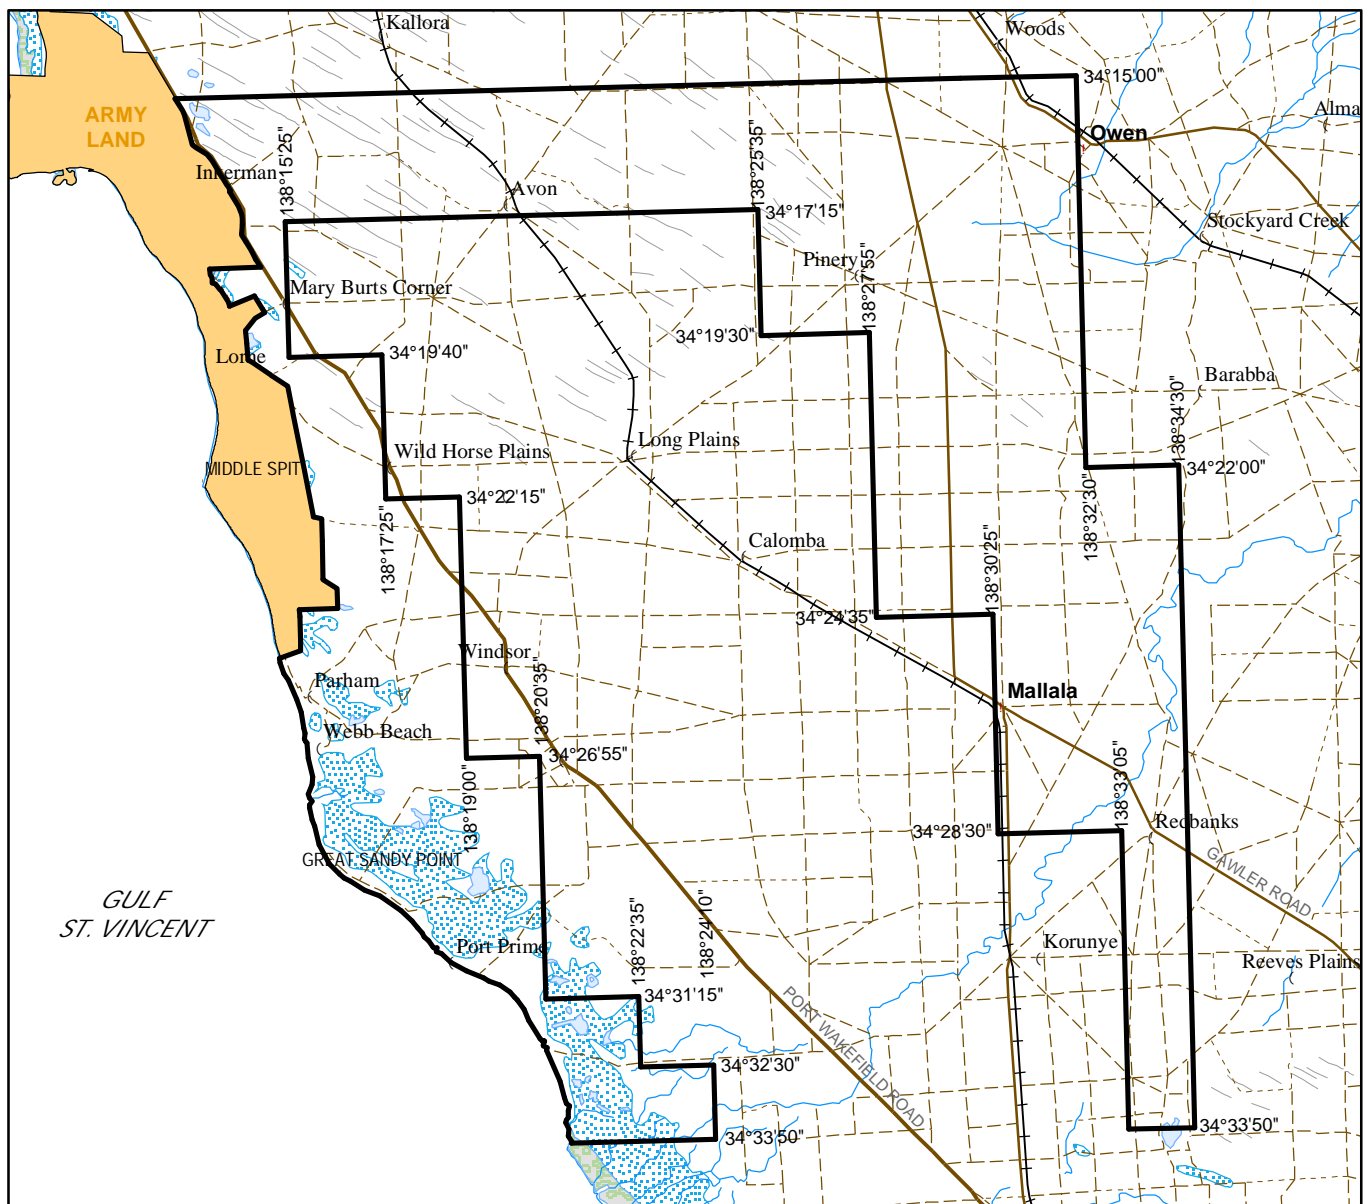 Kallora
Woods
34°15'00"
ARMY
LAND
Alma
Owen
Inkerman
138°15'25"
Avon
138°25'35"
34°17'15"
Stockyard Creek
Pinery
138°27'55"
Mary Burts Corner
34°19'30"
Lorne
34°19'40"
Barabba
138°34'30"
Long Plains
Wild Horse Plains
MIDDLE SPIT
34°22'00"
34°22'15"
138°17'25"
138°32'30"
Calomba
138°30'25"
34°24'35"
Windsor
Parham
138°20'35"
Mallala
Webb Beach
34°26'55"
138°19'00"
138°33'05"
34°28'30"
Redbanks
GREAT SANDY POINT
GAWLER ROAD
GULF
ST. VINCENT
138°22'35"
138°24'10"
Port Prime
Korunye
Reeves Plains
34°31'15"
PORT WAKEFIELD ROAD
34°32'30"
34°33'50"
34°33'50"